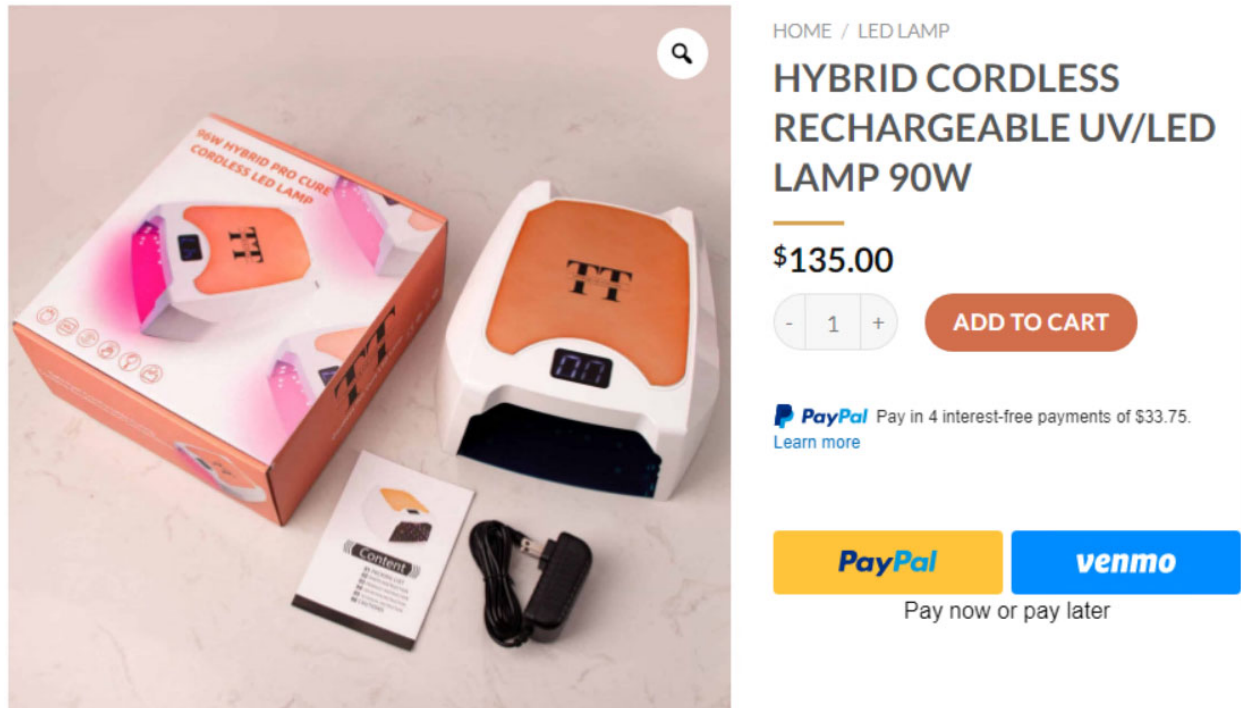 HOME / LED LAMP
HYBRID CORDLESS
RECHARGEABLE UV/LED
LAMP 90W
$135.00
- 1 +
ADD TO CART
PayPal Pay in 4 interest-free payments of $33.75.
Learn more
PayPal
venmo
Pay now or pay later
96W HYBRID PRO CURE
CORDLESS LED LAMP
TT
TT
TT
Content